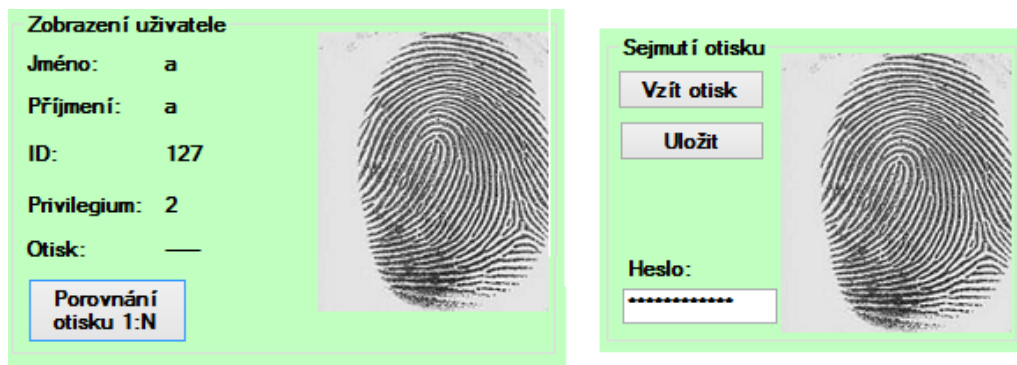 Zobrazení uživatele
Jméno: a
Příjmení: a
ID: 127
Privilegium: 2
Otisk: -----
Porovnání
otisku 1:N
Sejmutí otisku
Vzít otisk
Uložit
Heslo:
************